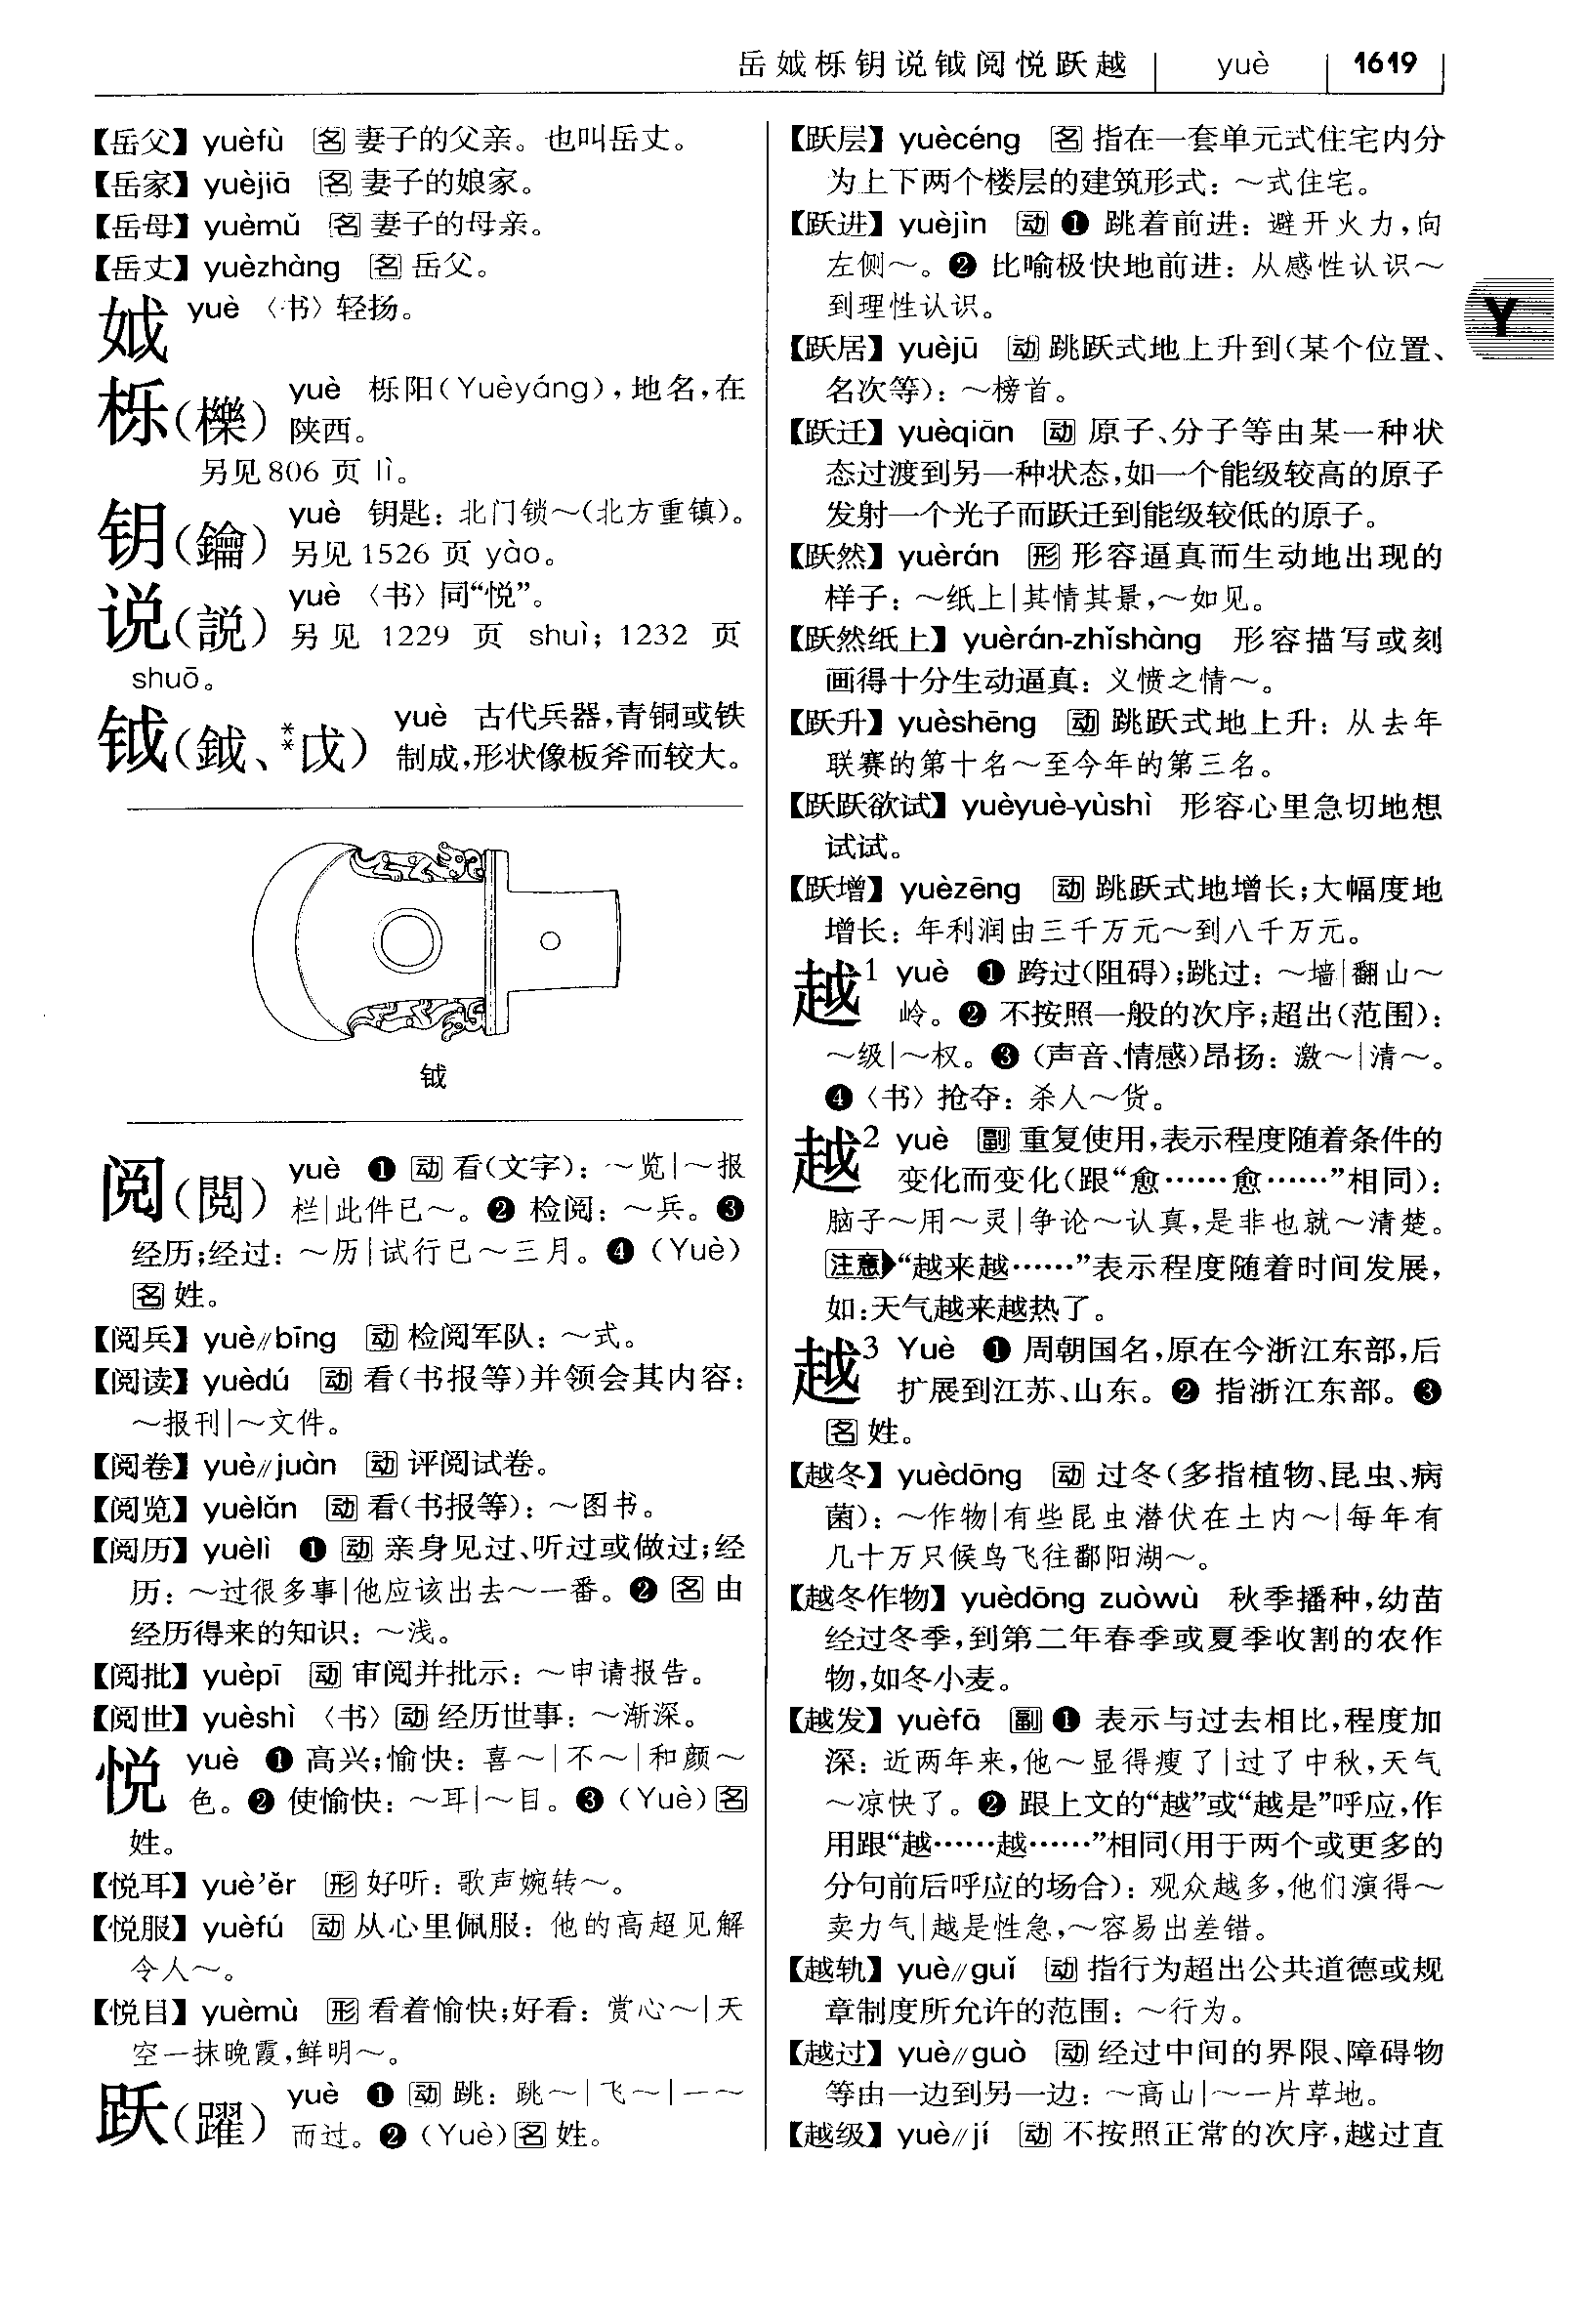 岳妭栎钥说钺阅悦跃越 yuè 1619
【岳父】 yuèfù 名 妻子的父亲。也叫岳丈。
【岳家】 yuèjiā 名 妻子的娘家。
【岳母】 yuèmǔ 名 妻子的母亲。
【岳丈】 yuèzhàng 名 岳父。
yuè 〈书〉轻扬。
栎(櫟) yuè 栎阳(Yuèyáng),地名,在
陕西。
另见 806 页 lì。
钥(鑰) yuè 钥匙:北门锁～(北方重镇)。
另见 1526 页 yào。
说(説) yuè 〈书〉同“悦”。
另见 1229 页 shuì; 1232 页
shuō。
钺(鉞、**戉) yuè 古代兵器,青铜或铁
制成,形状像板斧而较大。
钺
阅(閲) yuè ❶ 动 看(文字):～览|～报
栏|此件已～。❷ 检阅:～兵。❸
经历;经过:～历|试行已～三月。❹ (Yuè)
名 姓。
【阅兵】 yuè∥bīng 动 检阅军队:～式。
【阅读】 yuèdú 动 看(书报等)并领会其内容:
～报刊|～文件。
【阅卷】 yuè∥juàn 动 评阅试卷。
【阅览】 yuèlǎn 动 看(书报等):～图书。
【阅历】 yuèlì ❶ 动 亲身见过、听过或做过;经
历:～过很多事|他应该出去～一番。❷ 名 由
经历得来的知识:～浅。
【阅批】 yuèpī 动 审阅并批示:～申请报告。
【阅世】 yuèshì 〈书〉动 经历世事:～渐深。
悦 yuè ❶ 高兴;愉快:喜～|不～|和颜～
色。❷ 使愉快:～耳|～目。❸ (Yuè)名
姓。
【悦耳】 yuè’ěr 形 好听:歌声婉转～。
【悦服】 yuèfú 动 从心里佩服:他的高超见解
令人～。
【悦目】 yuèmù 形 看着愉快;好看:赏心～|天
空一抹晚霞,鲜明～。
跃(躍) yuè ❶ 动 跳:跳～|飞～|一～
而过。❷ (Yuè)名 姓。
【跃层】 yuècéng 名 指在一套单元式住宅内分
为上下两个楼层的建筑形式:～式住宅。
【跃进】 yuèjìn 动 ❶ 跳着前进:避开火力,向
左侧～。❷ 比喻极快地前进:从感性认识～
到理性认识。
【跃居】 yuèjū 动 跳跃式地上升到(某个位置、
名次等):～榜首。
【跃迁】 yuèqiān 动 原子、分子等由某一种状
态过渡到另一种状态,如一个能级较高的原子
发射一个光子而跃迁到能级较低的原子。
【跃然】 yuèrán 形 形容逼真而生动地出现的
样子:～纸上|其情其景,～如见。
【跃然纸上】 yuèrán-zhǐshàng 形容描写或刻
画得十分生动逼真:义愤之情～。
【跃升】 yuèshēng 动 跳跃式地上升:从去年
联赛的第十名～至今年的第三名。
【跃跃欲试】 yuèyuè-yùshì 形容心里急切地想
试试。
【跃增】 yuèzēng 动 跳跃式地增长;大幅度地
增长:年利润由三千万元～到八千万元。
越1 yuè ❶ 跨过(阻碍);跳过:～墙|翻山～
岭。❷ 不按照一般的次序;超出(范围):
～级|～权。❸ (声音、情感)昂扬:激～|清～。
❹〈书〉抢夺:杀人～货。
越2 yuè 副 重复使用,表示程度随着条件的
变化而变化(跟“愈……愈……”相同):
脑子～用～灵|争论～认真,是非也就～清楚。
注意 “越来越……”表示程度随着时间发展,
如:天气越来越热了。
越3 Yuè ❶ 周朝国名,原在今浙江东部,后
扩展到江苏、山东。❷ 指浙江东部。❸
名 姓。
【越冬】 yuèdōng 动 过冬(多指植物、昆虫、病
菌):～作物|有些昆虫潜伏在土内～|每年有
几十万只候鸟飞往鄱阳湖～。
【越冬作物】 yuèdōng zuòwù 秋季播种,幼苗
经过冬季,到第二年春季或夏季收割的农作
物,如冬小麦。
【越发】 yuèfā 副 ❶ 表示与过去相比,程度加
深:近两年来,他～显得瘦了|过了中秋,天气
～凉快了。❷ 跟上文的“越”或“越是”呼应,作
用跟“越……越……”相同(用于两个或更多的
分句前后呼应的场合):观众越多,他们演得～
卖力气|越是性急,～容易出差错。
【越轨】 yuè∥guǐ 动 指行为超出公共道德或规
章制度所允许的范围:～行为。
【越过】 yuè∥guò 动 经过中间的界限、障碍物
等由一边到另一边:～高山|～一片草地。
【越级】 yuè∥jí 动 不按照正常的次序,越过直
Y